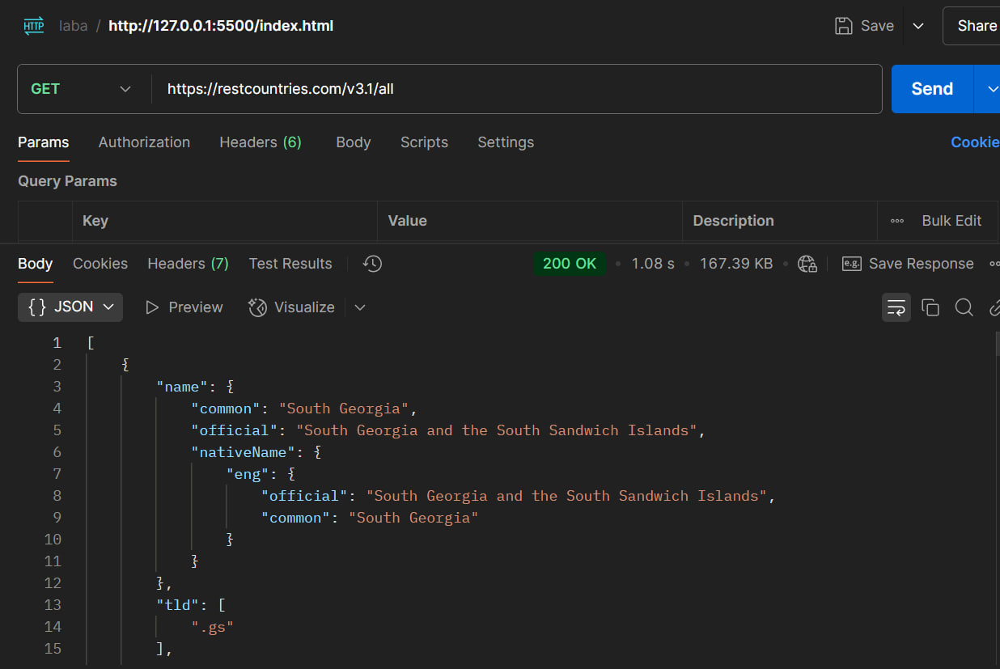 HTTP laba / http://127.0.0.1:5500/index.html Save Share
GET https://restcountries.com/v3.1/all Send
Params Authorization Headers (6) Body Scripts Settings Cookie
Query Params
Key Value Description Bulk Edit
Body Cookies Headers (7) Test Results 200 OK • 1.08 s • 167.39 KB • e.g. Save Response
{} JSON Preview Visualize
1 [
2 {
3 "name": {
4 "common": "South Georgia",
5 "official": "South Georgia and the South Sandwich Islands",
6 "nativeName": {
7 "eng": {
8 "official": "South Georgia and the South Sandwich Islands",
9 "common": "South Georgia"
10 }
11 }
12 },
13 "tld": [
14 ".gs"
15 ],